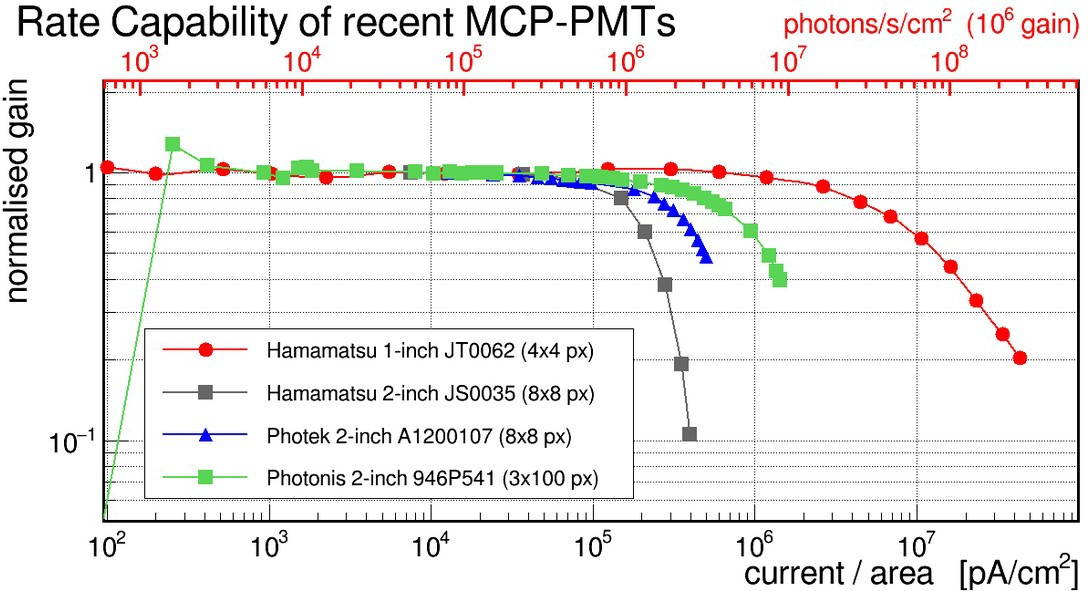 Rate Capability of recent MCP-PMTs
photons/s/cm² (10⁶ gain)
10³ 10⁴ 10⁵ 10⁶ 10⁷ 10⁸
normalised gain
1
10⁻¹
Hamamatsu 1-inch JT0062 (4x4 px)
Hamamatsu 2-inch JS0035 (8x8 px)
Photek 2-inch A1200107 (8x8 px)
Photonis 2-inch 946P541 (3x100 px)
10² 10³ 10⁴ 10⁵ 10⁶ 10⁷
current / area [pA/cm²]